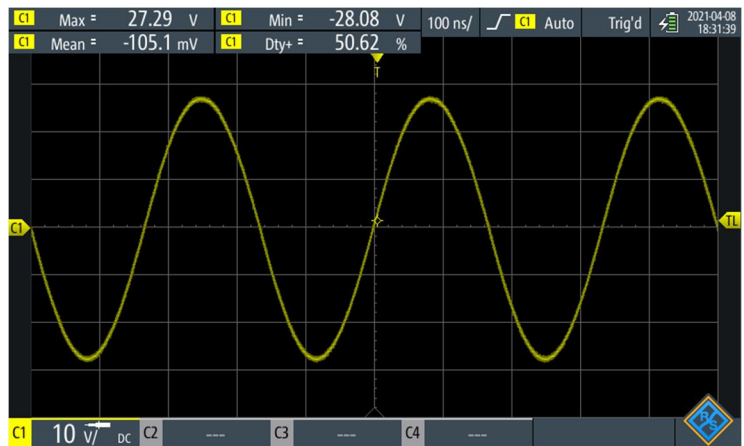 C1 Max = 27.29 V C1 Min = -28.08 V 100 ns/ C1 Auto Trig'd 2021-04-08
18:31:39
C1 Mean = -105.1 mV C1 Dty+ = 50.62 %
T
C1
TL
R&S
C1 10 V/ DC C2 --- C3 --- C4 ---